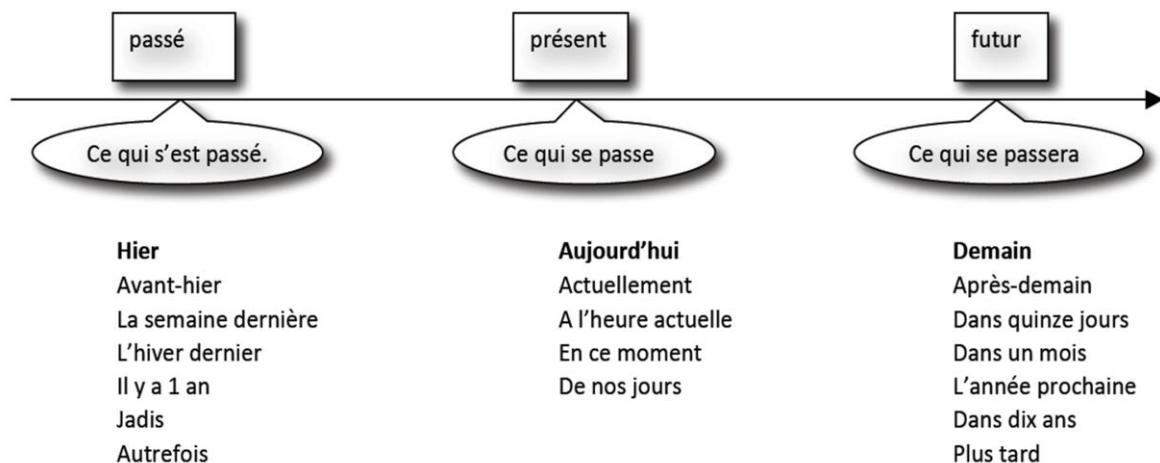 passé
présent
futur
Ce qui s'est passé.
Ce qui se passe
Ce qui se passera
Hier
Avant-hier
La semaine dernière
L'hiver dernier
Il y a 1 an
Jadis
Autrefois
Aujourd'hui
Actuellement
A l'heure actuelle
En ce moment
De nos jours
Demain
Après-demain
Dans quinze jours
Dans un mois
L'année prochaine
Dans dix ans
Plus tard